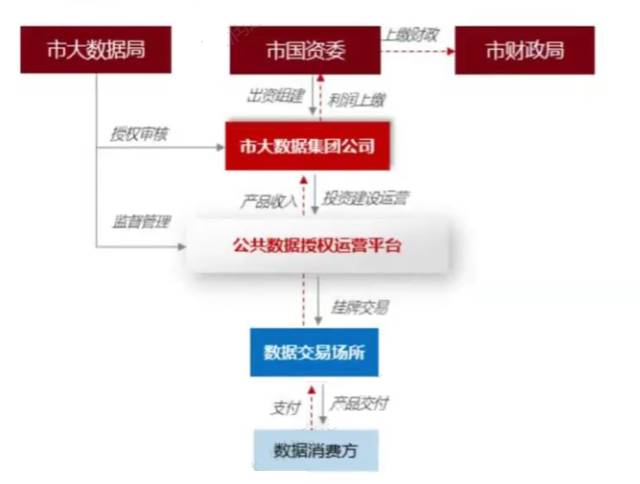 市大数据局
市国资委
上缴财政
市财政局
出资组建
利润上缴
授权审核
市大数据集团公司
产品收入
投资建设运营
监督管理
公共数据授权运营平台
挂牌交易
数据交易场所
支付
产品交付
数据消费方